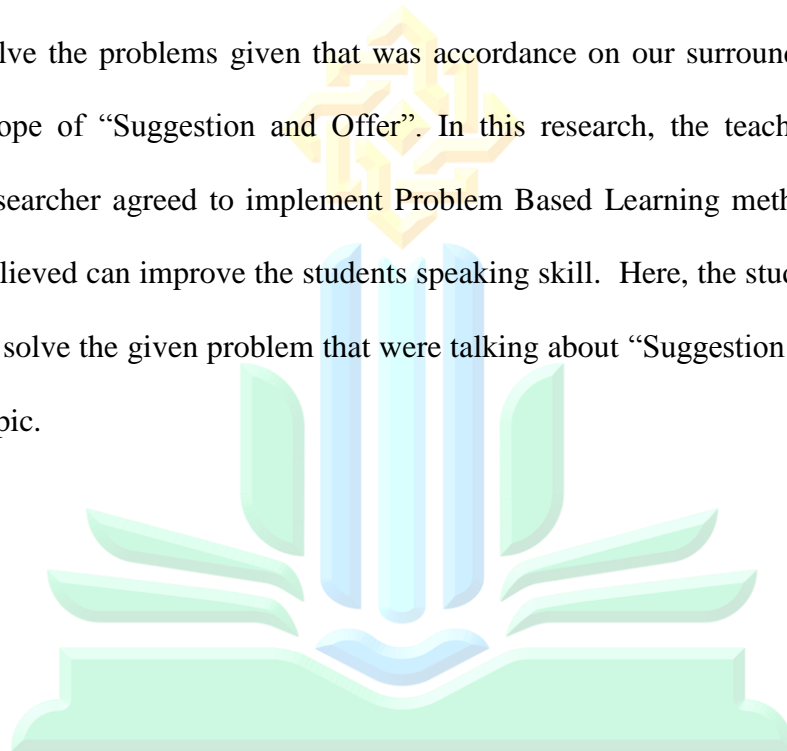 lve the problems given that was accordance on our surround
ope of “Suggestion and Offer”. In this research, the teach
searcher agreed to implement Problem Based Learning meth
lieved can improve the students speaking skill. Here, the stud
solve the given problem that were talking about “Suggestion
pic.